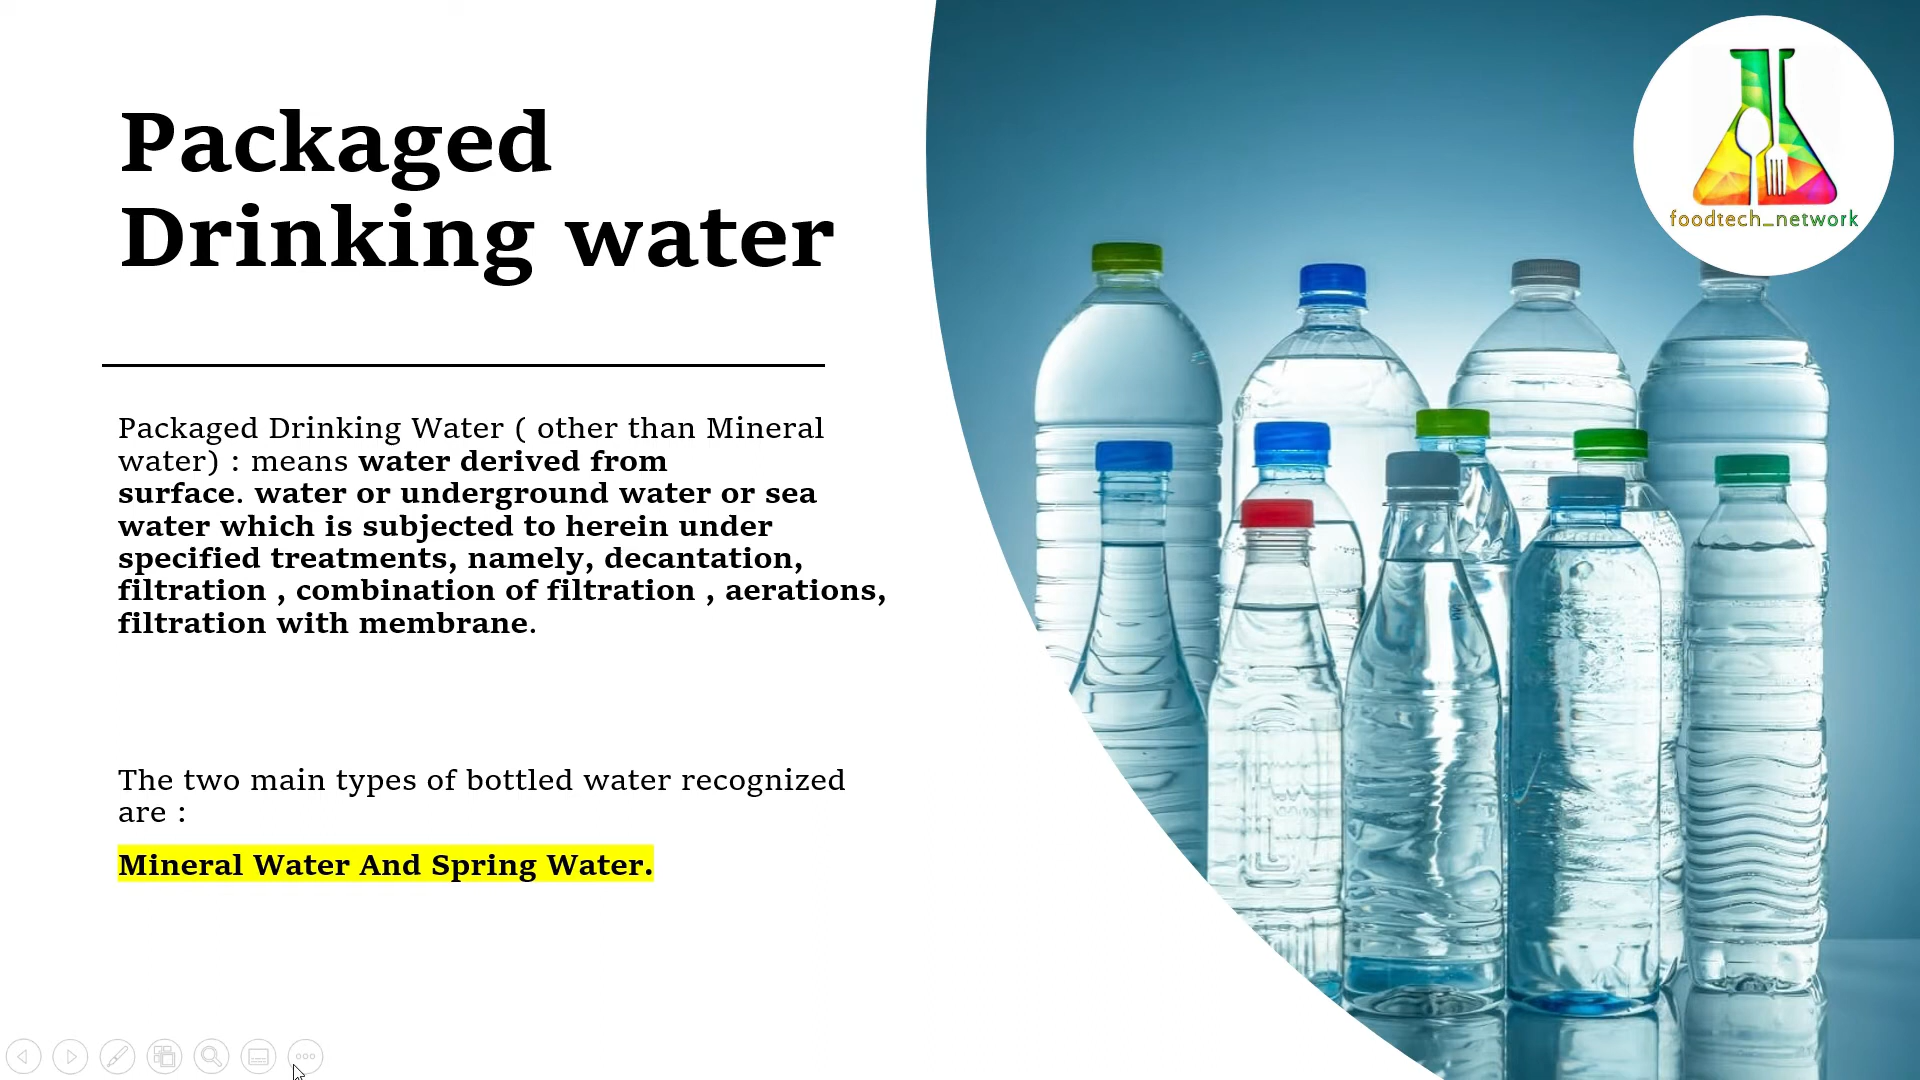 Packaged
Drinking water
foodtech_network
Packaged Drinking Water ( other than Mineral
water) : means water derived from
surface. water or underground water or sea
water which is subjected to herein under
specified treatments, namely, decantation,
filtration , combination of filtration , aerations,
filtration with membrane.
The two main types of bottled water recognized
are :
Mineral Water And Spring Water.